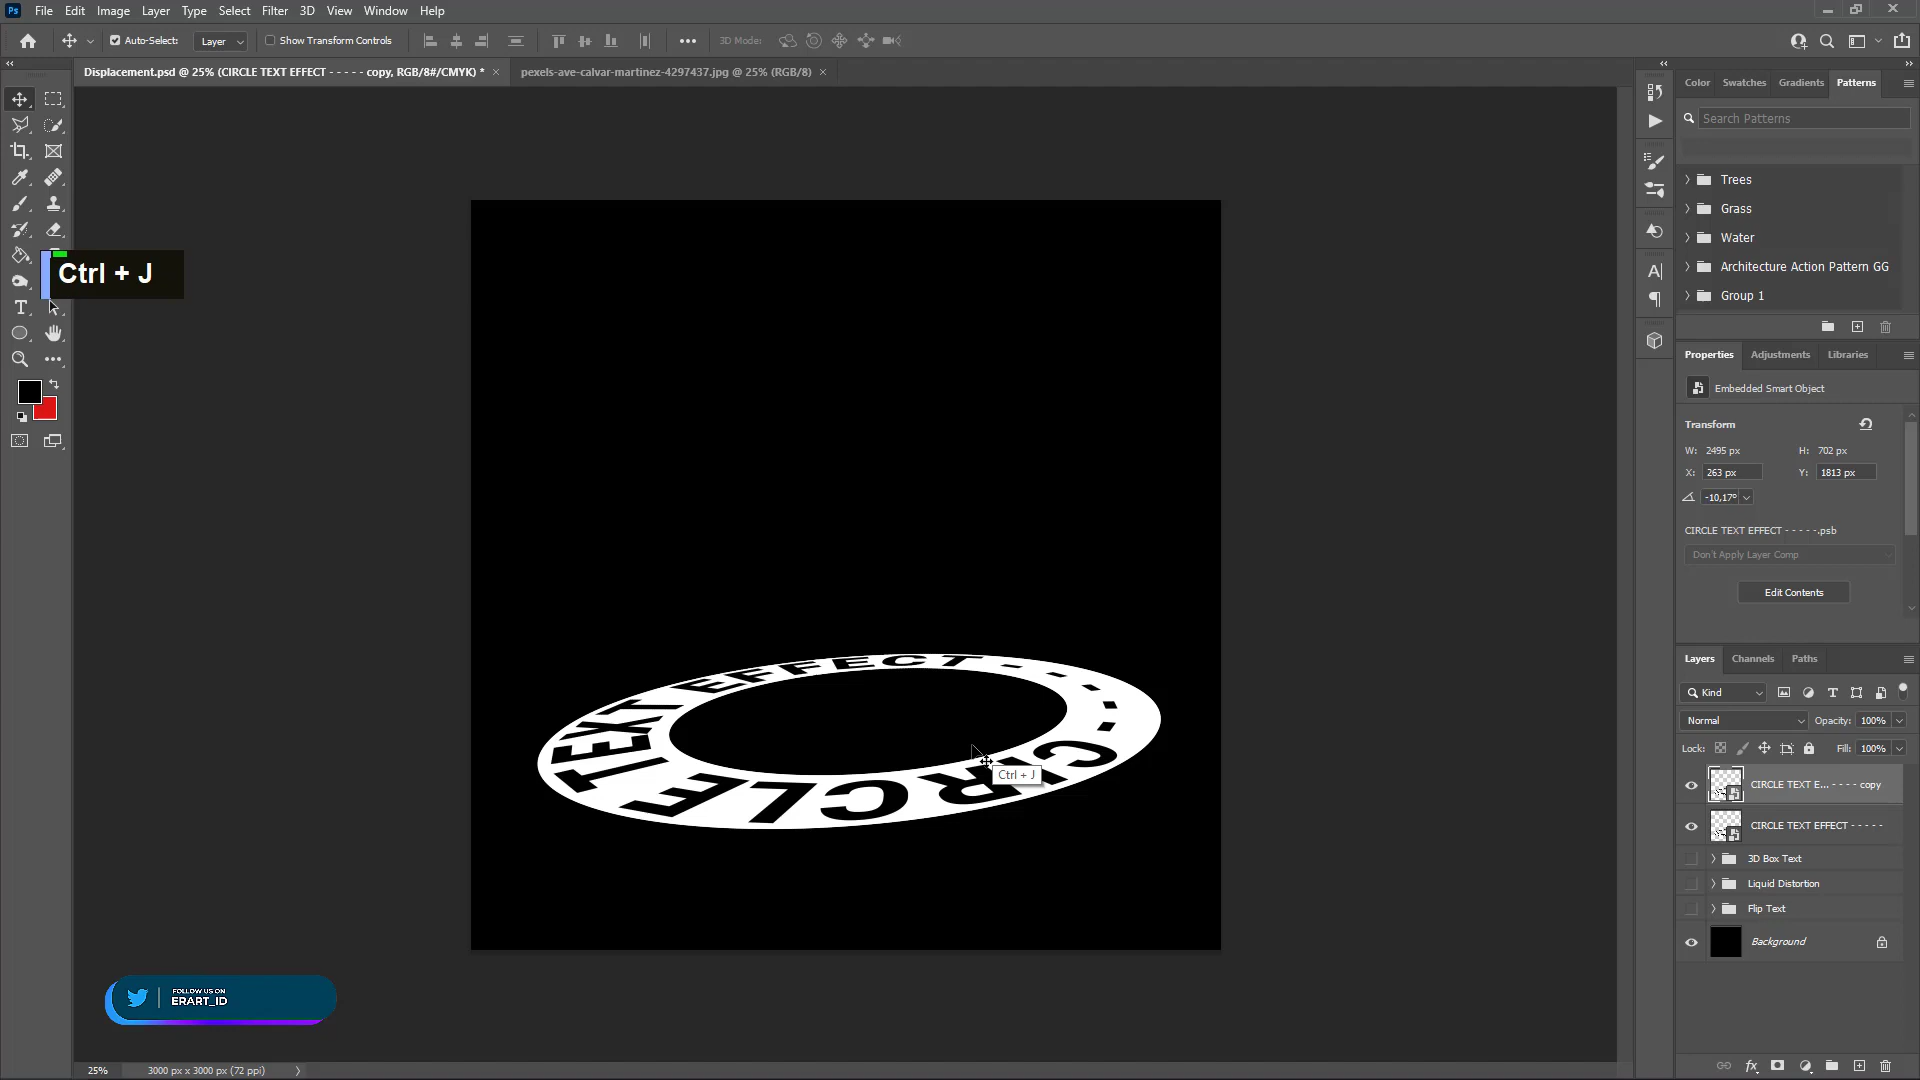 Ps File Edit Image Layer Type Select Filter 3D View Window Help
Auto-Select: Layer Show Transform Controls 3D Mode:
Displacement.psd @ 25% (CIRCLE TEXT EFFECT - - - - - copy, RGB/8#/CMYK) *
pexels-ave-calvar-martinez-4297437.jpg @ 25% (RGB/8)
Ctrl + J
Color Swatches Gradients Patterns
Search Patterns
Trees
Grass
Water
Architecture Action Pattern GG
Group 1
Properties Adjustments Libraries
Embedded Smart Object
Transform
W: 2495 px H: 702 px
X: 263 px Y: 1813 px
-10,17°
CIRCLE TEXT EFFECT - - - - -.psb
Don't Apply Layer Comp
Edit Contents
CIRCLE TEXT EFFECT - - - - -
Ctrl + J
Layers Channels Paths
Kind
Normal Opacity: 100%
Lock: Fill: 100%
CIRCLE TEXT E... - - - - copy
CIRCLE TEXT EFFECT - - - - -
3D Box Text
Liquid Distortion
Flip Text
Background
FOLLOW US ON
ERART_ID
25% 3000 px x 3000 px (72 ppi)